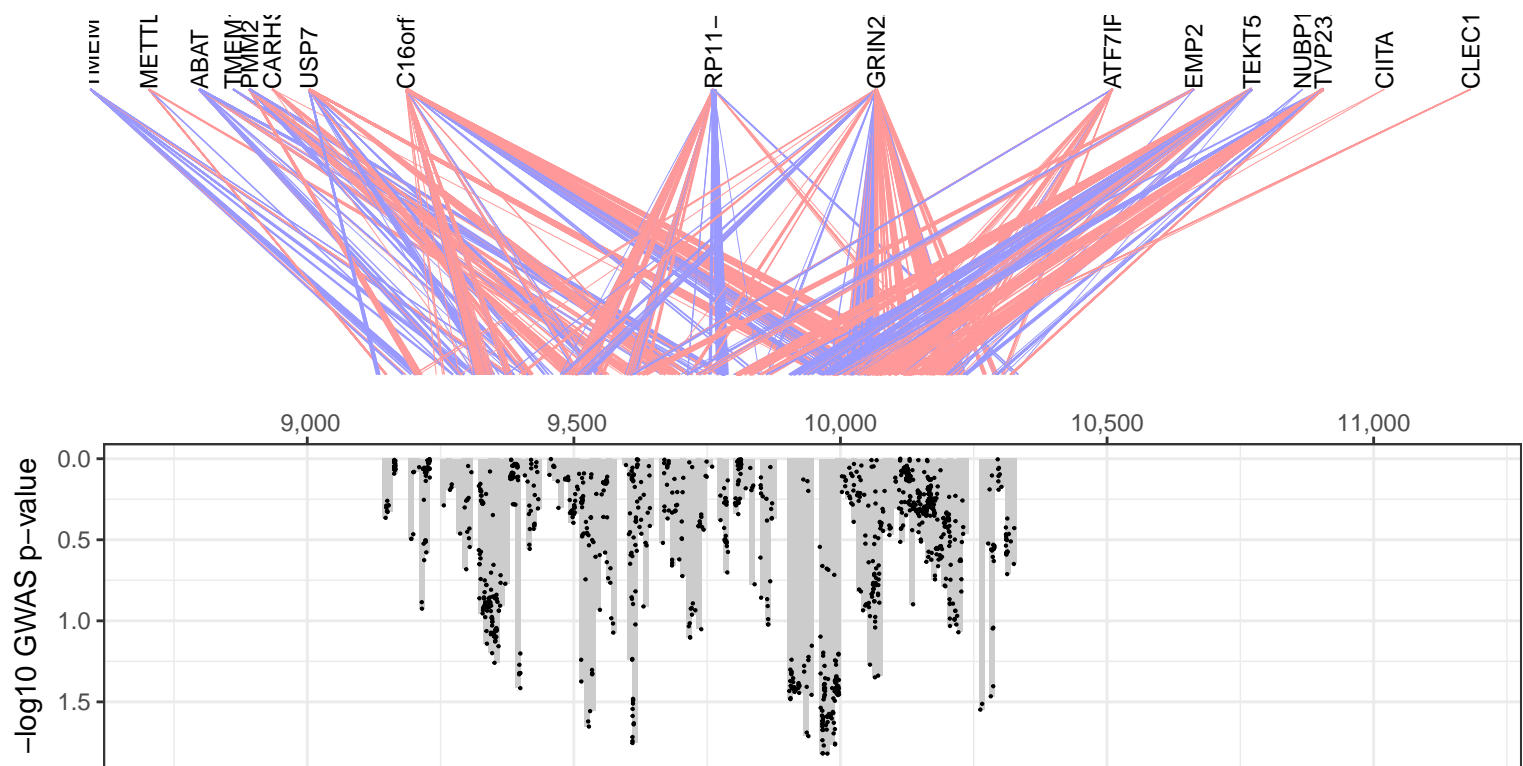 METTL
ABAT
PMM2
USP7
C16orf
RP11−
GRIN2
ATF7IP
EMP2
TEKT5
NUBP1
TVP23
CIITA
CLEC1
9,000 9,500 10,000 10,500 11,000
−log10 GWAS p−value
0.0
0.5
1.0
1.5